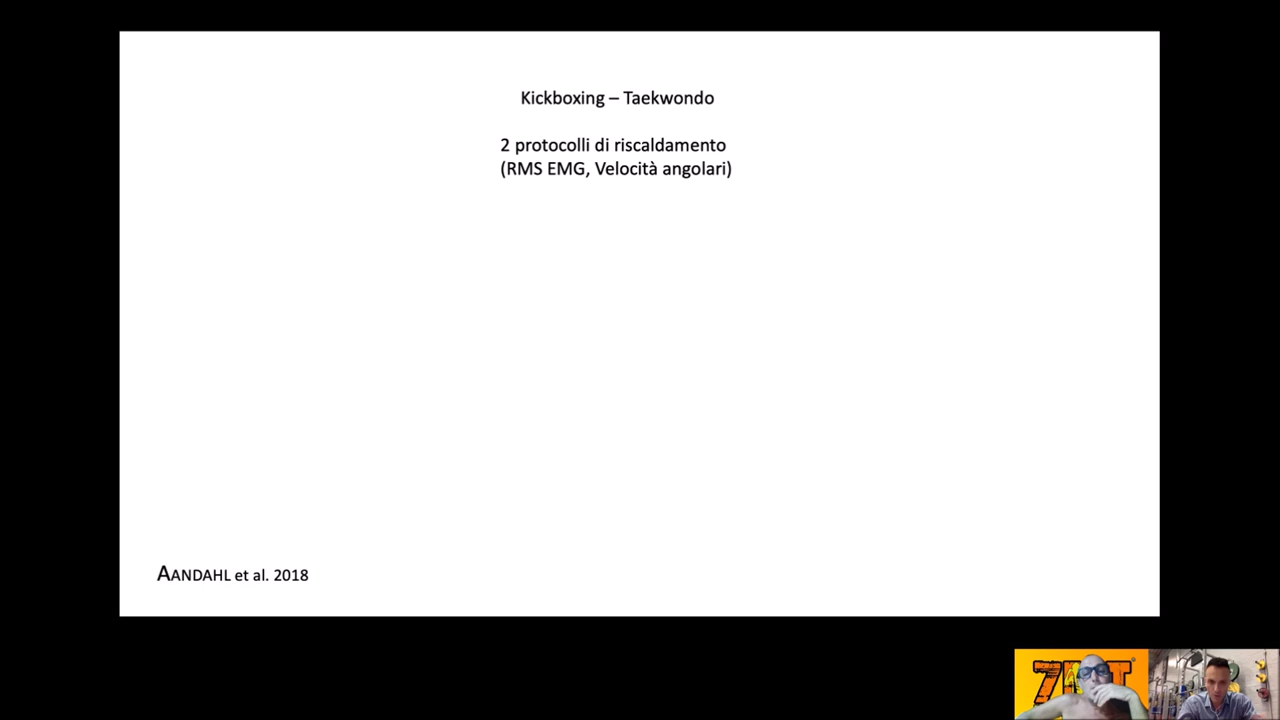 Kickboxing – Taekwondo
2 protocolli di riscaldamento
(RMS EMG, Velocità angolari)
AANDAHL et al. 2018